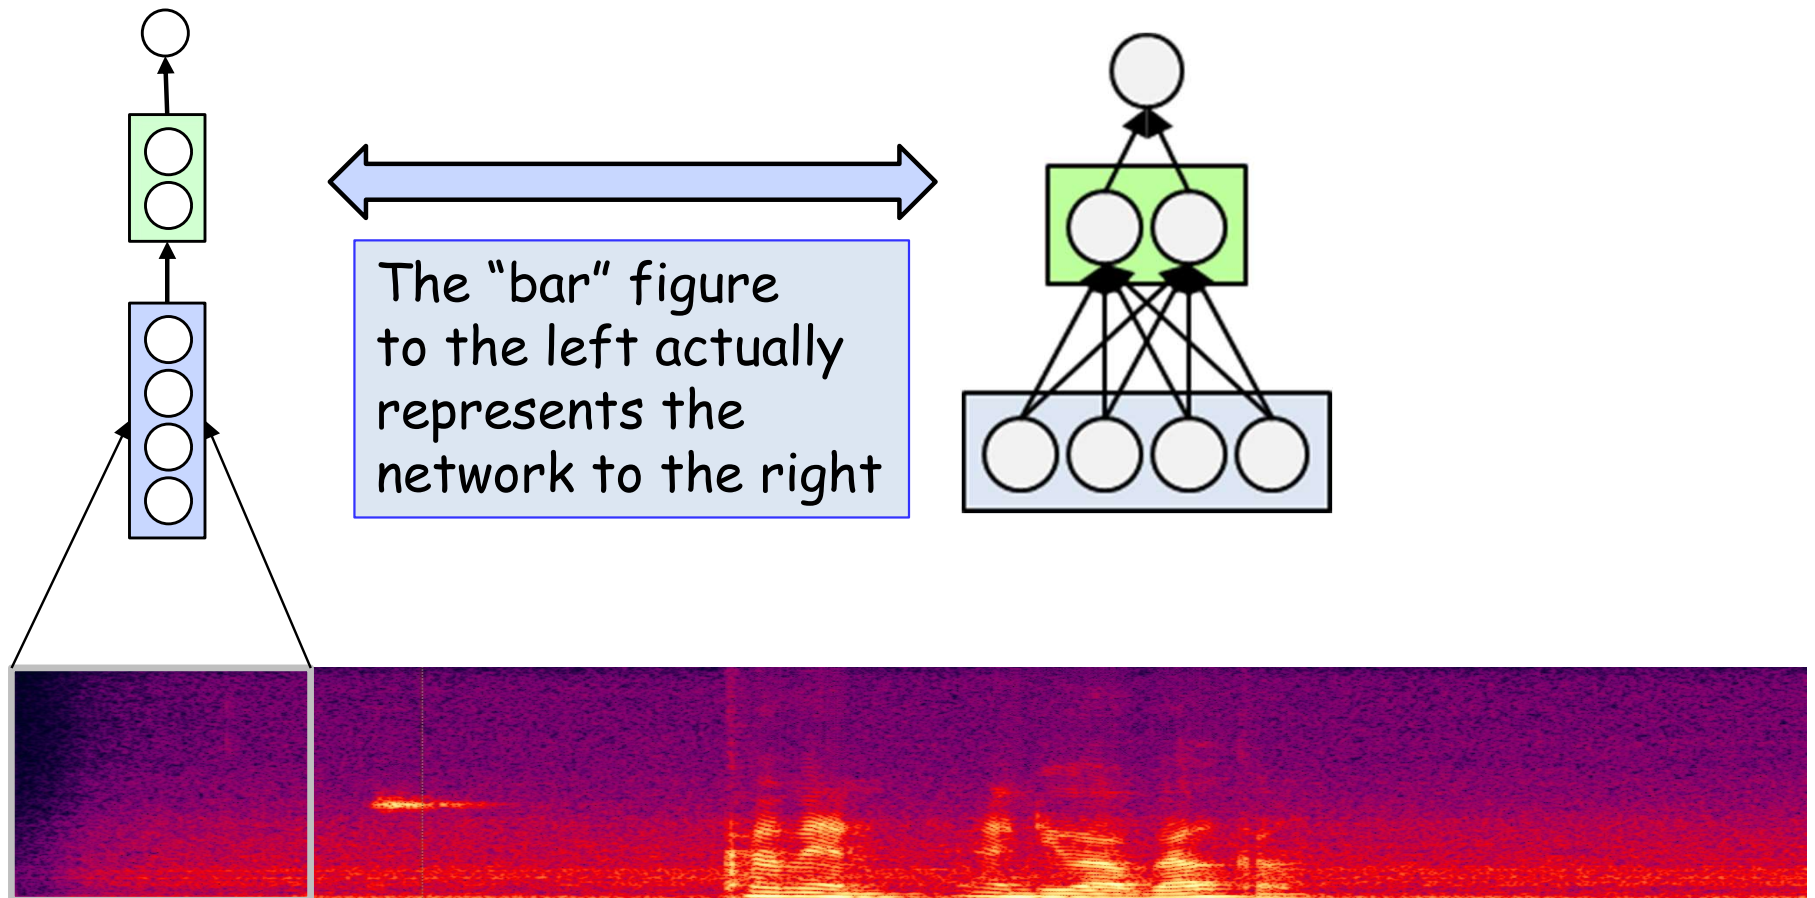 The “bar” figure
to the left actually
represents the
network to the right